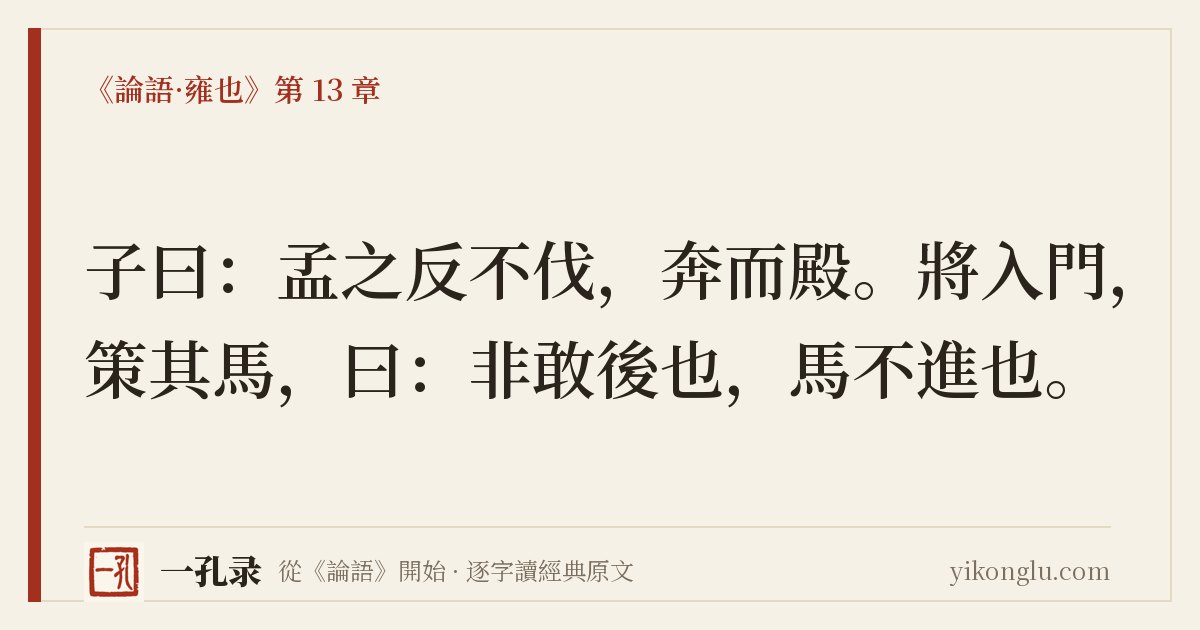 《論語·雍也》第 13 章
子曰：孟之反不伐，奔而殿。將入門，
策其馬，曰：非敢後也，馬不進也。
一孔
一孔录 從《論語》開始 · 逐字讀經典原文 yikonglu.com